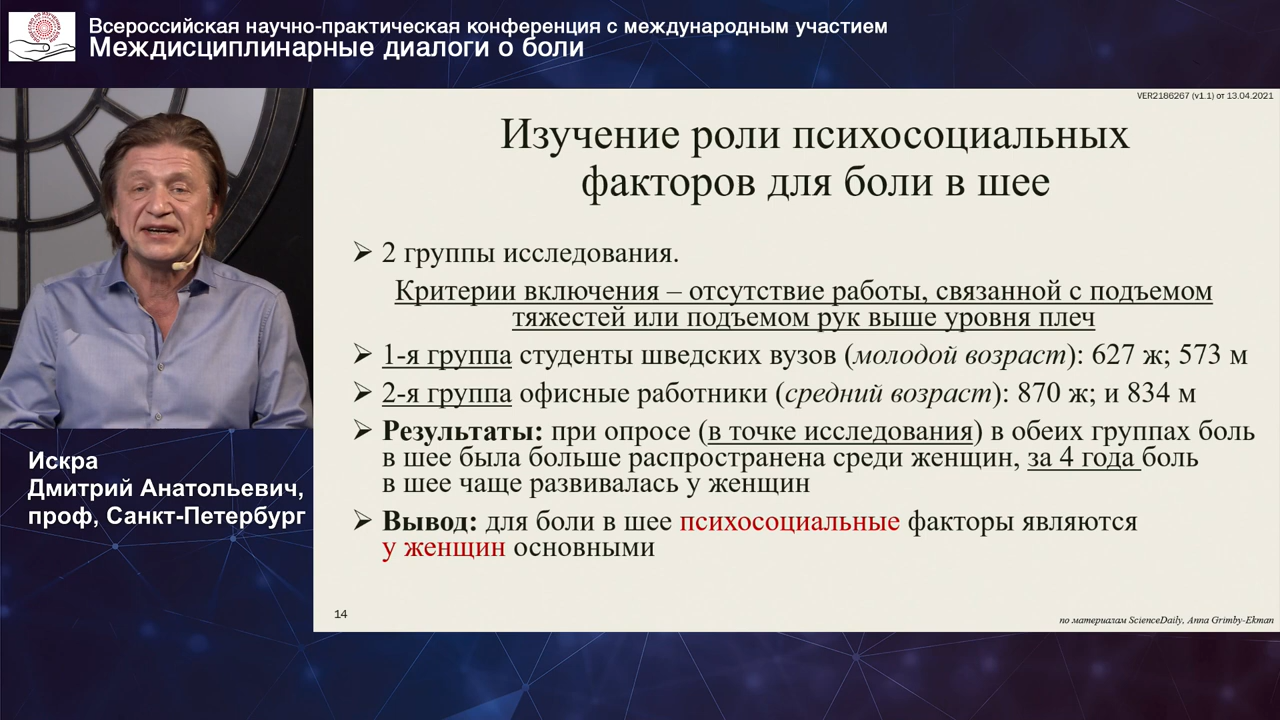 Всероссийская научно-практическая конференция с международным участием
Междисциплинарные диалоги о боли
VER2186267 (v1.1) от 13.04.2021
Изучение роли психосоциальных
факторов для боли в шее
➢ 2 группы исследования.
Критерии включения – отсутствие работы, связанной с подъемом
тяжестей или подъемом рук выше уровня плеч
➢ 1-я группа студенты шведских вузов (молодой возраст): 627 ж; 573 м
➢ 2-я группа офисные работники (средний возраст): 870 ж; и 834 м
➢ Результаты: при опросе (в точке исследования) в обеих группах боль
в шее была больше распространена среди женщин, за 4 года боль
в шее чаще развивалась у женщин
➢ Вывод: для боли в шее психосоциальные факторы являются
у женщин основными
14
по материалам ScienceDaily, Anna Grimby-Ekman
Искра
Дмитрий Анатольевич,
проф, Санкт-Петербург